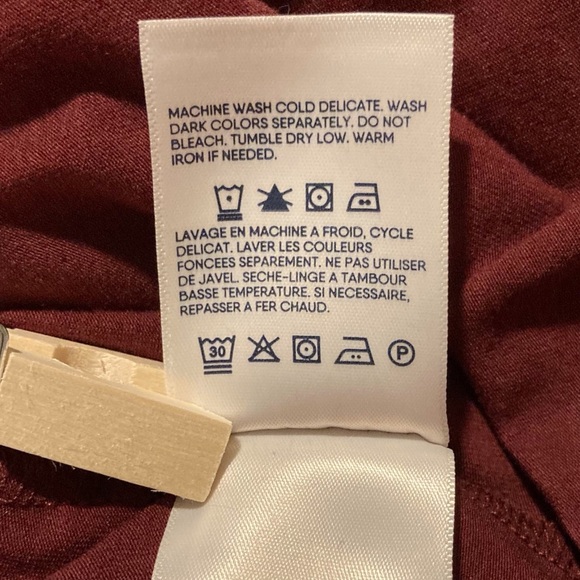 MACHINE WASH COLD DELICATE. WASH
DARK COLORS SEPARATELY. DO NOT
BLEACH. TUMBLE DRY LOW. WARM
IRON IF NEEDED.
LAVAGE EN MACHINE A FROID, CYCLE
DELICAT. LAVER LES COULEURS
FONCEES SEPAREMENT. NE PAS UTILISER
DE JAVEL. SECHE-LINGE A TAMBOUR
BASSE TEMPERATURE. SI NECESSAIRE,
REPASSER A FER CHAUD.
30 P